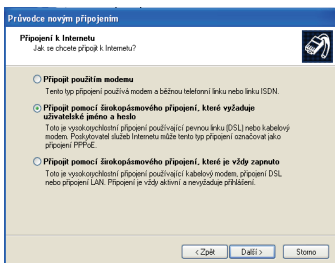 Průvodce novým připojením
Připojení k Internetu
Jak se chcete připojit k Internetu?
Připojit použitím modemu
Tento typ připojení používá modem a běžnou telefonní linku nebo linku ISDN.
Připojit pomocí širokopásmového připojení, které vyžaduje
uživatelské jméno a heslo
Toto je vysokorychlostní připojení používající pevnou linku (DSL) nebo kabelový
modem. Poskytovatel služeb Internetu může tento typ připojení označovat jako
připojení PPPoE.
Připojit pomocí širokopásmového připojení, které je vždy zapnuto
Toto je vysokorychlostní připojení používající kabelový modem, připojení DSL
nebo připojení LAN. Připojení je vždy aktivní a nevyžaduje přihlášení.
< Zpět Další > Storno